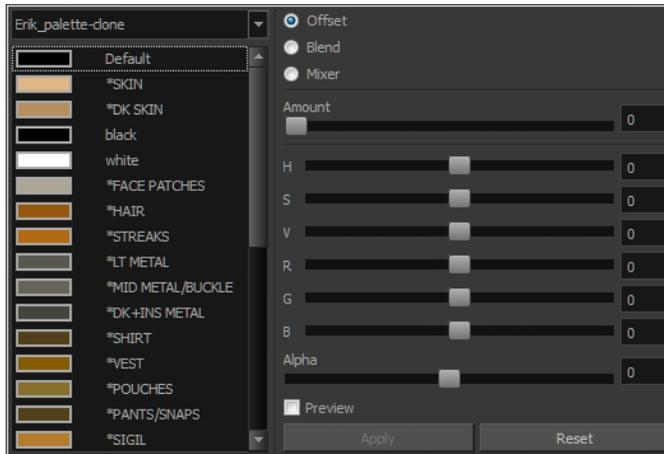 Erik_palette-clone
Default
*SKIN
*DK SKIN
black
white
*FACE PATCHES
*HAIR
*STREAKS
*LT METAL
*MID METAL/BUCKLE
*DK+INS METAL
*SHIRT
*VEST
*POUCHES
*PANTS/SNAPS
*SIGIL
Offset
Blend
Mixer
Amount
0
H 0
S 0
V 0
R 0
G 0
B 0
Alpha
0
Preview
Apply Reset